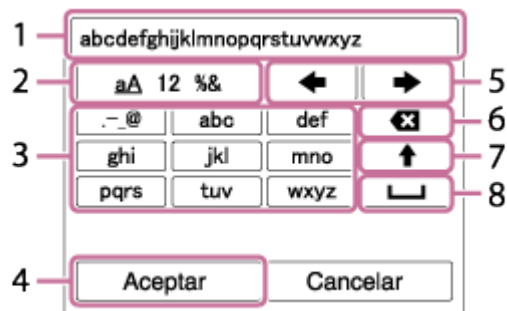 1 abcdefghijklmnopqrstuvwxyz
2 aA 12 %& 5
.-_@ abc def 6
3 ghi jkl mno 7
pqrs tuv wxyz 8
4 Aceptar Cancelar